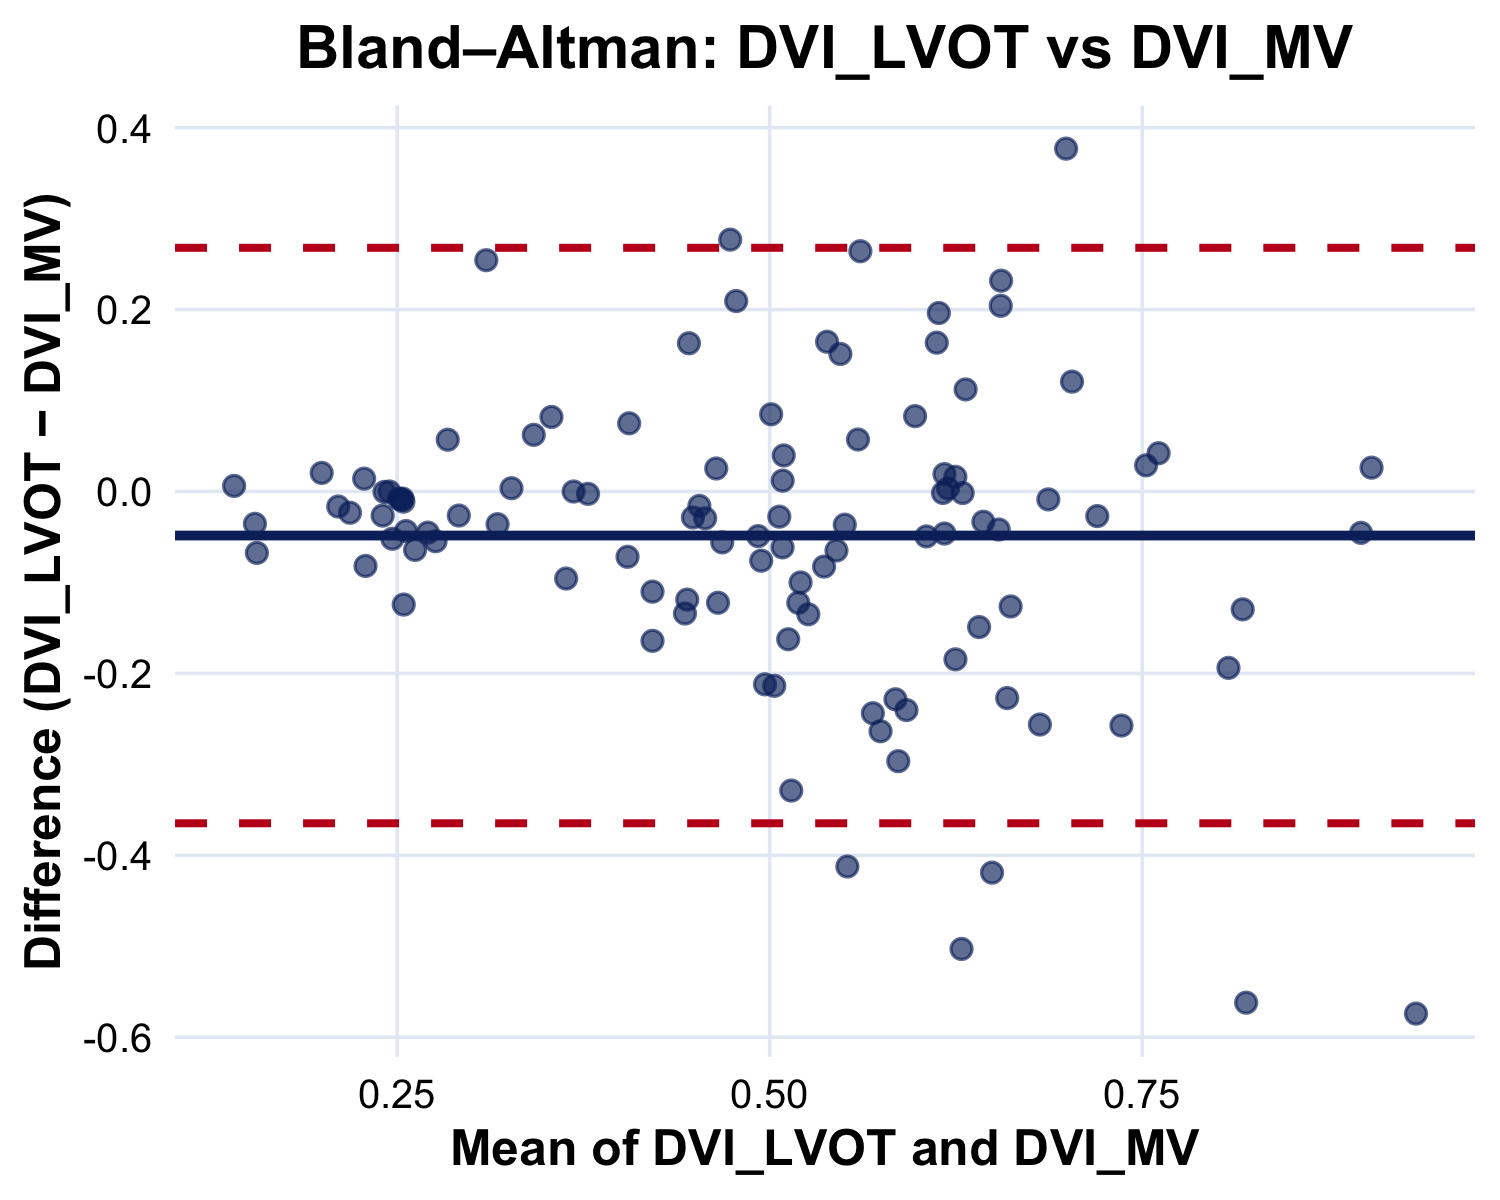 Bland–Altman: DVI_LVOT vs DVI_MV
Difference (DVI_LVOT – DVI_MV)
0.4
0.2
0.0
-0.2
-0.4
-0.6
0.25 0.50 0.75
Mean of DVI_LVOT and DVI_MV